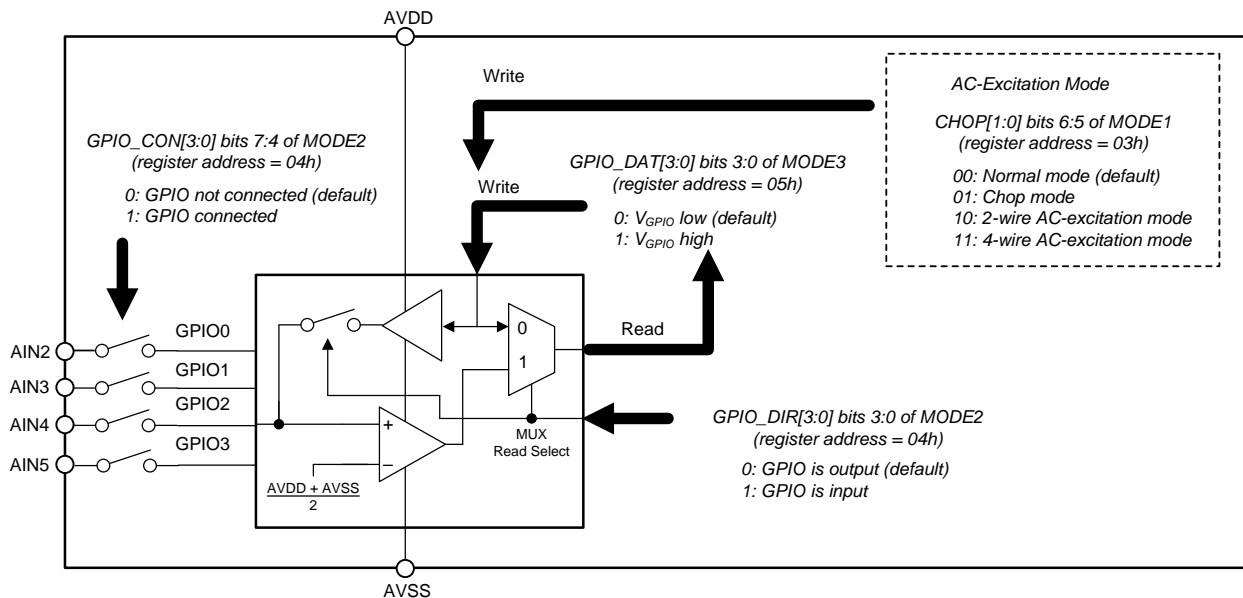 AVDD
Write
AC-Excitation Mode
CHOP[1:0] bits 6:5 of MODE1
(register address = 03h)
00: Normal mode (default)
01: Chop mode
10: 2-wire AC-excitation mode
11: 4-wire AC-excitation mode
GPIO_CON[3:0] bits 7:4 of MODE2
(register address = 04h)
0: GPIO not connected (default)
1: GPIO connected
Write
GPIO_DAT[3:0] bits 3:0 of MODE3
(register address = 05h)
0: VGPIO low (default)
1: VGPIO high
AIN2
GPIO0
AIN3
GPIO1
AIN4
GPIO2
AIN5
GPIO3
0
1
Read
+
–
AVDD + AVSS
2
MUX
Read Select
GPIO_DIR[3:0] bits 3:0 of MODE2
(register address = 04h)
0: GPIO is output (default)
1: GPIO is input
AVSS